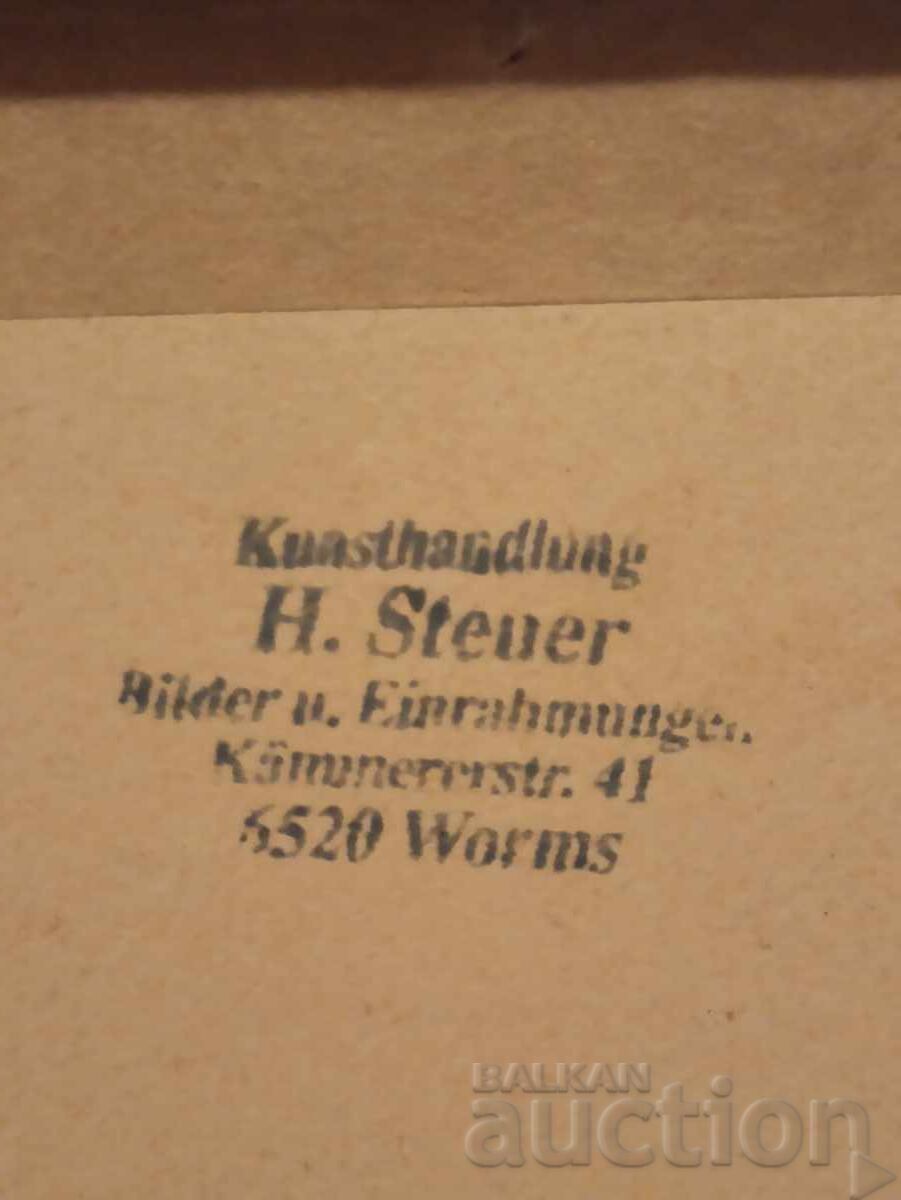 Kunsthandlung
H. Steuer
Bilder u. Einrahmungen
Kämmererstr. 41
6520 Worms
BALKAN
auction